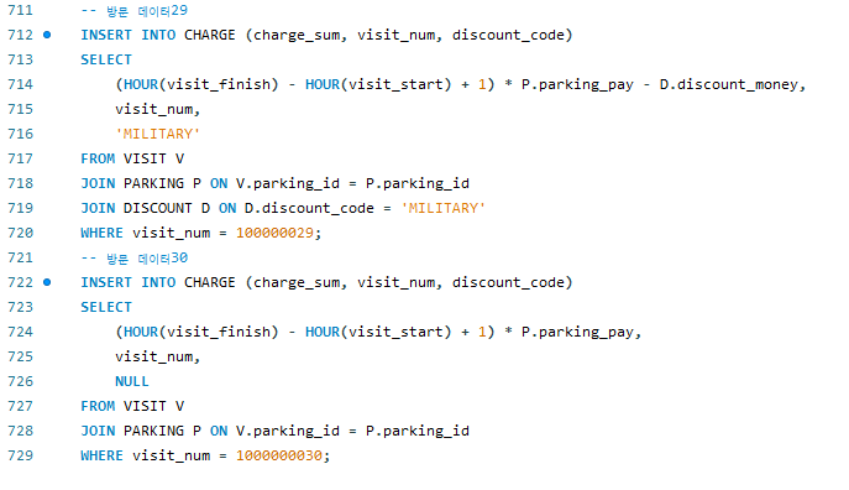 711 -- 방문 데이터29
712 INSERT INTO CHARGE (charge_sum, visit_num, discount_code)
713 SELECT
714 (HOUR(visit_finish) - HOUR(visit_start) + 1) * P.parking_pay - D.discount_money,
715 visit_num,
716 'MILITARY'
717 FROM VISIT V
718 JOIN PARKING P ON V.parking_id = P.parking_id
719 JOIN DISCOUNT D ON D.discount_code = 'MILITARY'
720 WHERE visit_num = 100000029;
721 -- 방문 데이터30
722 INSERT INTO CHARGE (charge_sum, visit_num, discount_code)
723 SELECT
724 (HOUR(visit_finish) - HOUR(visit_start) + 1) * P.parking_pay,
725 visit_num,
726 NULL
727 FROM VISIT V
728 JOIN PARKING P ON V.parking_id = P.parking_id
729 WHERE visit_num = 1000000030;